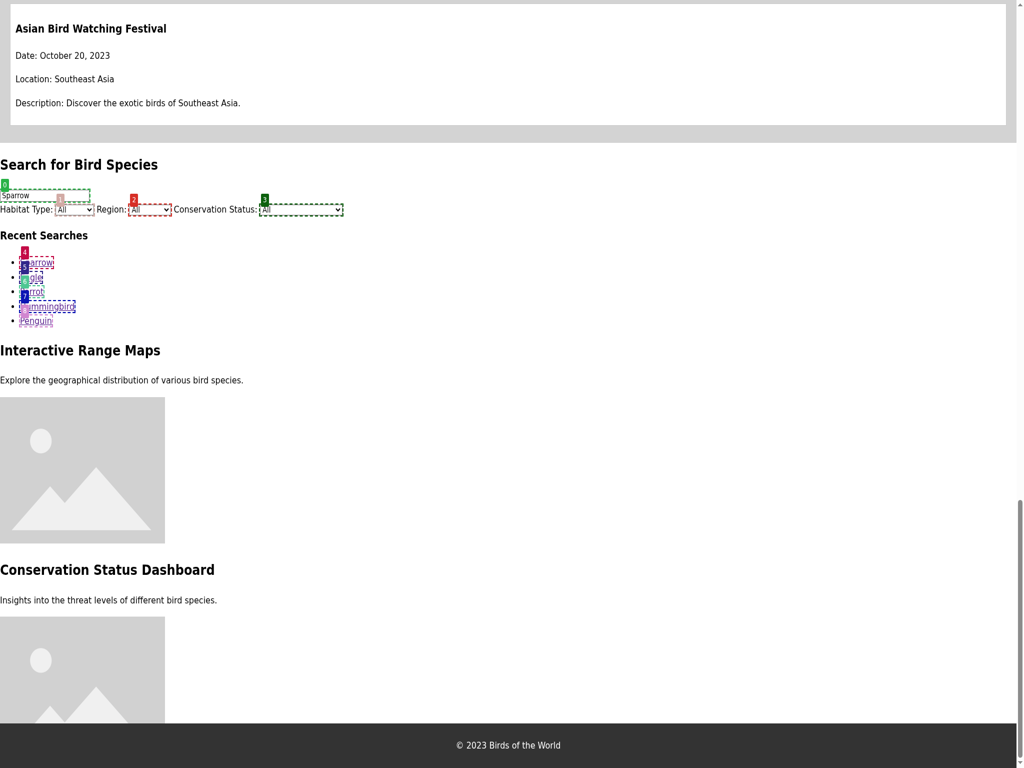 Asian Bird Watching Festival
Date: October 20, 2023
Location: Southeast Asia
Description: Discover the exotic birds of Southeast Asia.
Search for Bird Species
0
Sparrow
1 2 3
Habitat Type: All Region: All Conservation Status: All
Recent Searches
4
5
6
7
Hummingbird
8
Penguin
Interactive Range Maps
Explore the geographical distribution of various bird species.
Conservation Status Dashboard
Insights into the threat levels of different bird species.
© 2023 Birds of the World